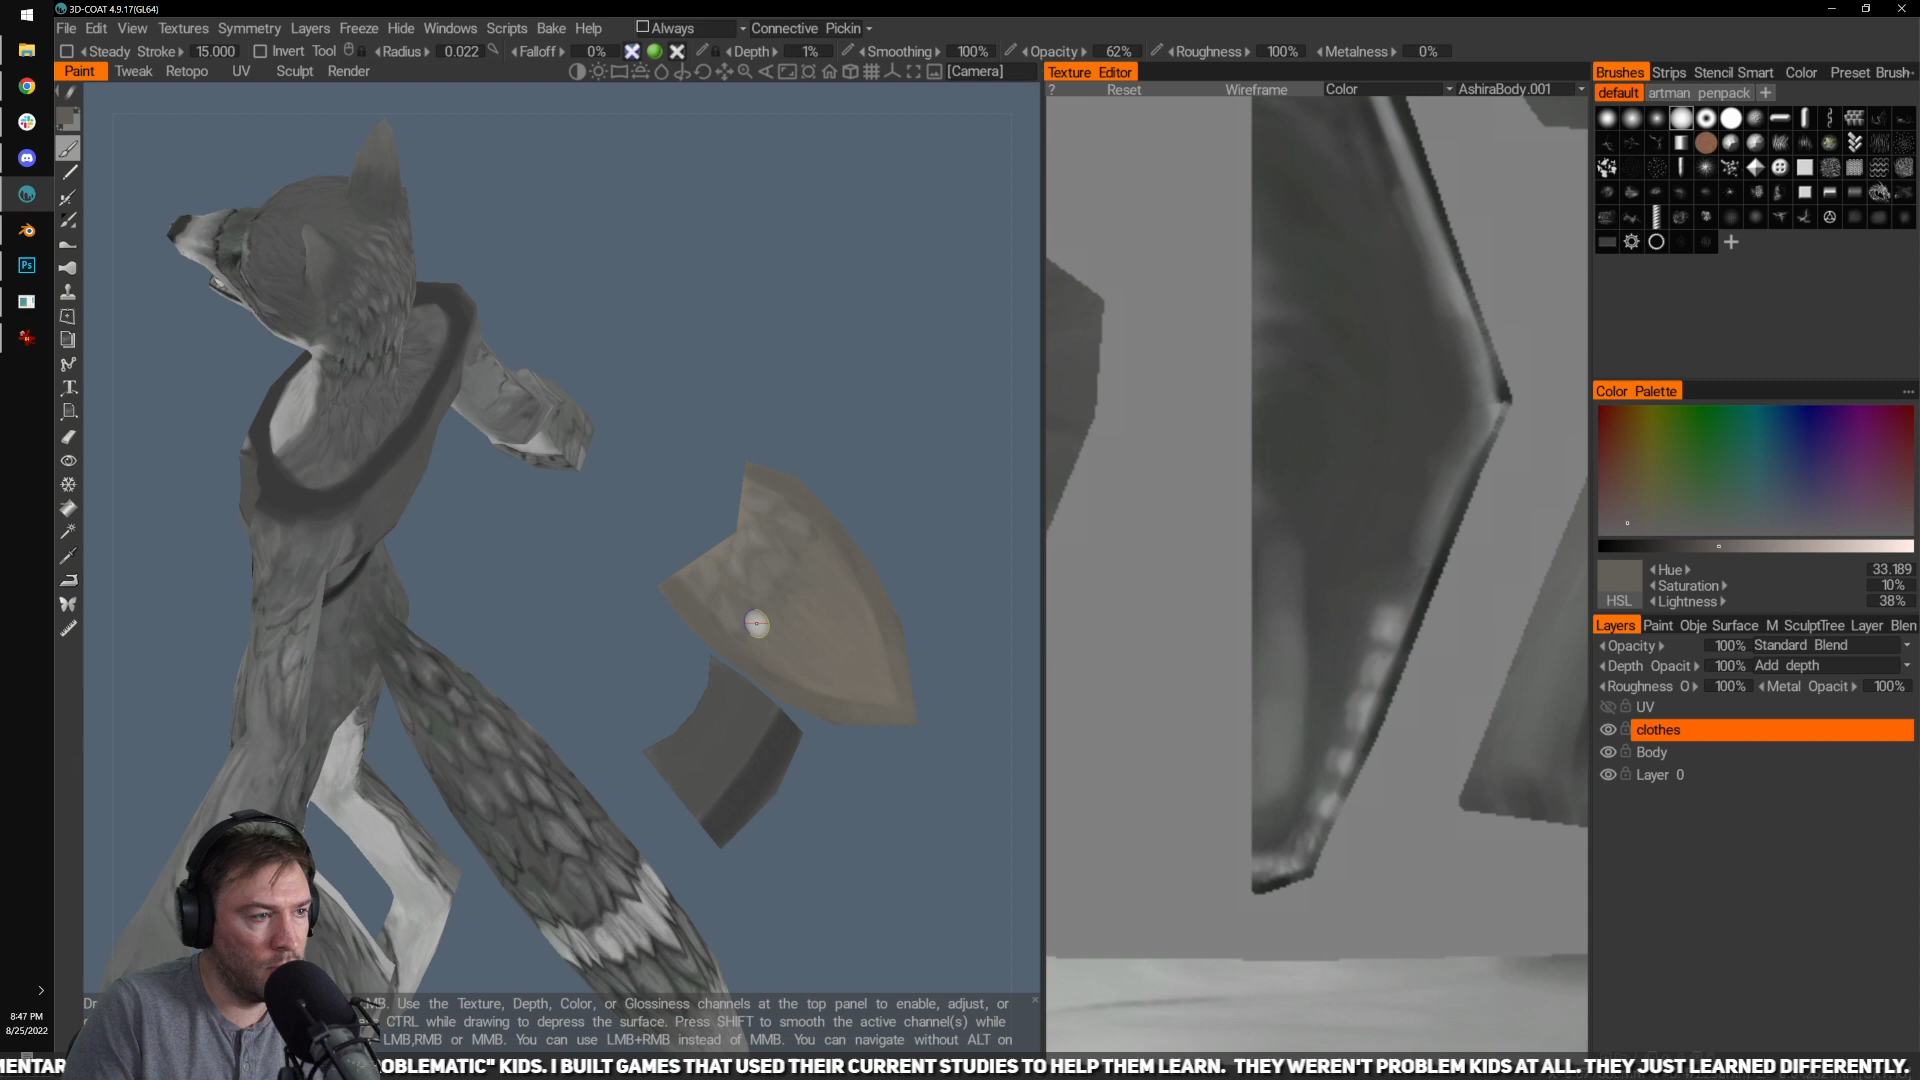 3D-COAT 4.9.17(GL64)
File Edit View Textures Symmetry Layers Freeze Hide Windows Scripts Bake Help Always Connective Pickin
Steady Stroke 15.000 Invert Tool Radius 0.022 Falloff 0% Depth 1% Smoothing 100% Opacity 62% Roughness 100% Metalness 0%
Paint Tweak Retopo UV Sculpt Render [Camera]
Texture Editor
? Reset Wireframe Color AshiraBody.001
Brushes Strips Stencil Smart Color Preset Brush
default artman penpack
Color Palette
Hue 33.189
Saturation 10%
HSL Lightness 38%
Layers Paint Obje Surface M SculptTree Layer Blen
Opacity 100% Standard Blend
Depth Opacit 100% Add depth
Roughness O 100% Metal Opacit 100%
UV
clothes
Body
Layer 0
Ps
8:47 PM
8/25/2022
Dr MB. Use the Texture, Depth, Color, or Glossiness channels at the top panel to enable, adjust, or
CTRL while drawing to depress the surface. Press SHIFT to smooth the active channel(s) while
LMB,RMB or MMB. You can use LMB+RMB instead of MMB. You can navigate without ALT on
MENTAR OBLEMATIC" KIDS. I BUILT GAMES THAT USED THEIR CURRENT STUDIES TO HELP THEM LEARN. THEY WEREN'T PROBLEM KIDS AT ALL. THEY JUST LEARNED DIFFERENTLY.